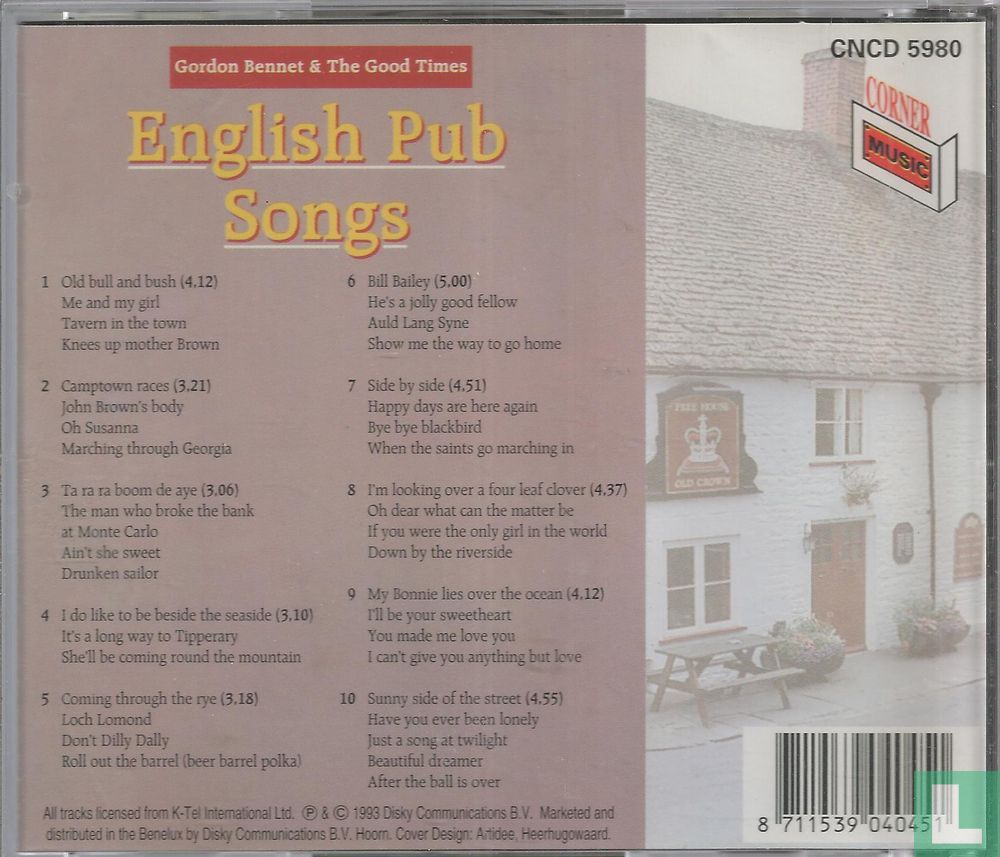 Gordon Bennet & The Good Times
English Pub
Songs
1 Old bull and bush (4,12)
Me and my girl
Tavern in the town
Knees up mother Brown
2 Camptown races (3,21)
John Brown's body
Oh Susanna
Marching through Georgia
3 Ta ra ra boom de aye (3,06)
The man who broke the bank
at Monte Carlo
Ain't she sweet
Drunken sailor
4 I do like to be beside the seaside (3,10)
It's a long way to Tipperary
She'll be coming round the mountain
5 Coming through the rye (3,18)
Loch Lomond
Don't Dilly Dally
Roll out the barrel (beer barrel polka)
6 Bill Bailey (5,00)
He's a jolly good fellow
Auld Lang Syne
Show me the way to go home
7 Side by side (4,51)
Happy days are here again
Bye bye blackbird
When the saints go marching in
8 I'm looking over a four leaf clover (4,37)
Oh dear what can the matter be
If you were the only girl in the world
Down by the riverside
9 My Bonnie lies over the ocean (4,12)
I'll be your sweetheart
You made me love you
I can't give you anything but love
10 Sunny side of the street (4,55)
Have you ever been lonely
Just a song at twilight
Beautiful dreamer
After the ball is over
All tracks licensed from K-Tel International Ltd. Ⓟ & © 1993 Disky Communications B.V. Marketed and
distributed in the Benelux by Disky Communications B.V. Hoorn. Cover Design: Artidee, Heerhugowaard.
CNCD 5980
CORNER
MUSIC
FREE HOUSE
OLD CROWN
8 711539 040451
L